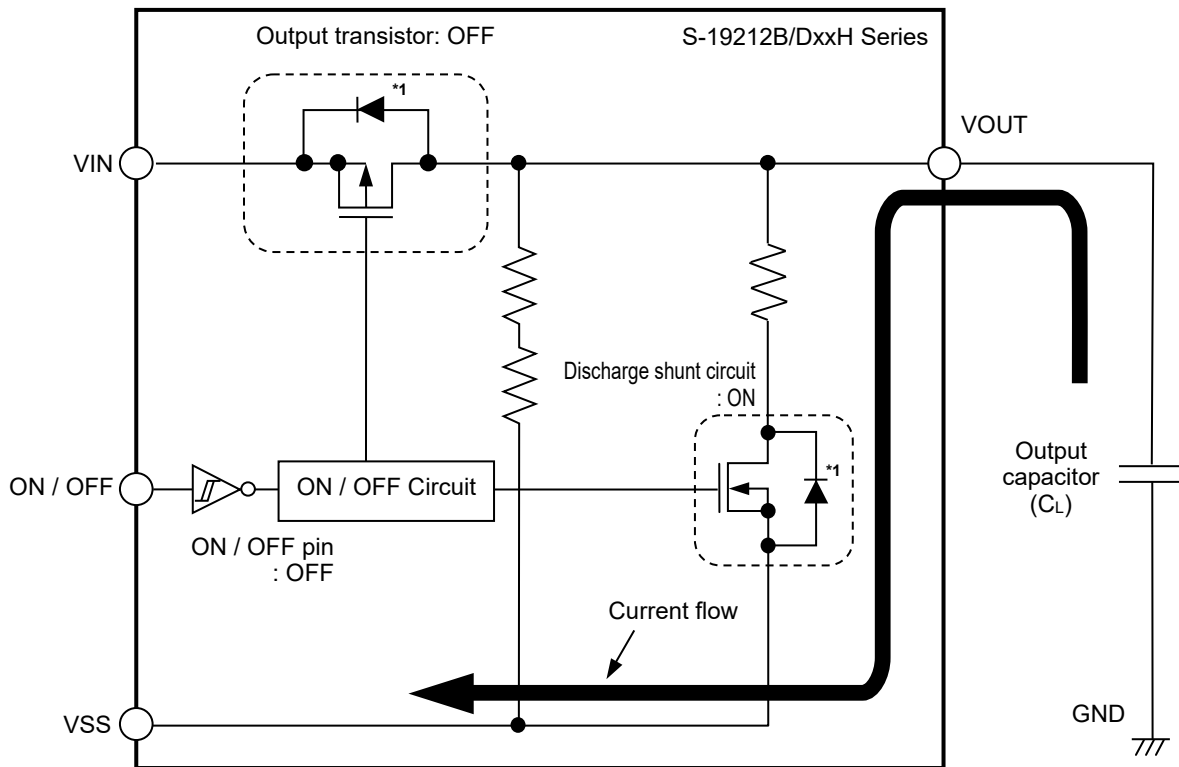 Output transistor: OFF
S-19212B/DxxH Series
*1
VOUT
VIN
Discharge shunt circuit
: ON
*1
Output
capacitor
(CL)
ON / OFF
ON / OFF Circuit
ON / OFF pin
: OFF
Current flow
VSS
GND